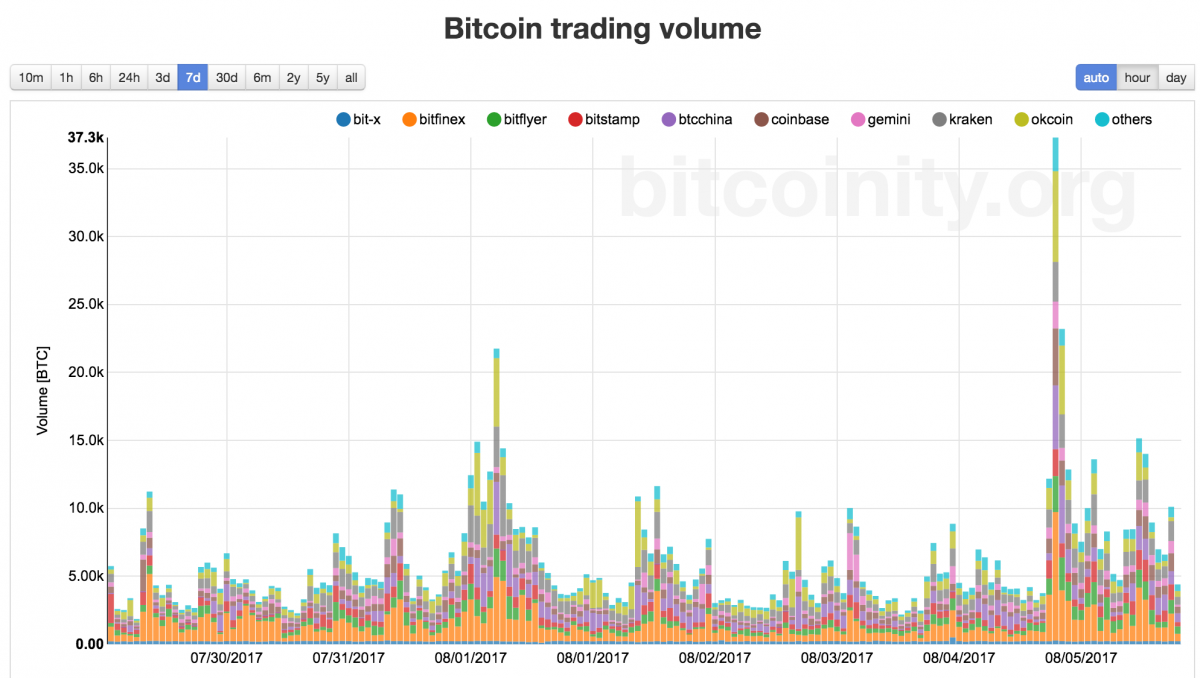 Bitcoin trading volume
10m 1h 6h 24h 3d 7d 30d 6m 2y 5y all
auto hour day
bit-x bitfinex bitflyer bitstamp btcchina coinbase gemini kraken okcoin others
bitcoinity.org
37.3k
35.0k
30.0k
25.0k
20.0k
15.0k
10.0k
5.00k
0.00
Volume [BTC]
07/30/2017 07/31/2017 08/01/2017 08/01/2017 08/02/2017 08/03/2017 08/04/2017 08/05/2017